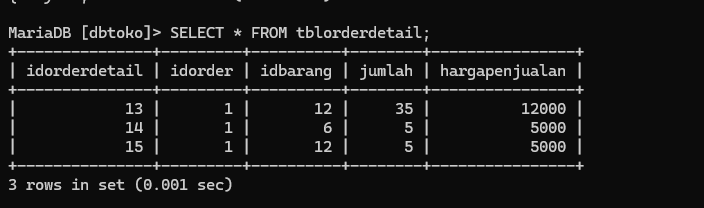 MariaDB [dbtoko]> SELECT * FROM tblorderdetail;
+---------------+---------+----------+--------+----------------+
| idorderdetail | idorder | idbarang | jumlah | hargapenjualan |
+---------------+---------+----------+--------+----------------+
|            13 |       1 |       12 |     35 |          12000 |
|            14 |       1 |        6 |      5 |           5000 |
|            15 |       1 |       12 |      5 |           5000 |
+---------------+---------+----------+--------+----------------+
3 rows in set (0.001 sec)